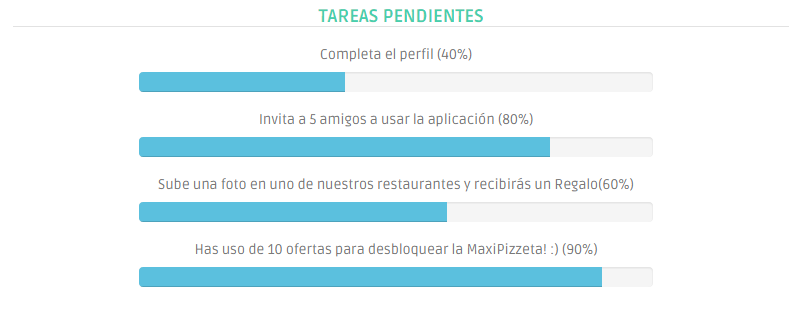 TAREAS PENDIENTES
Completa el perfil (40%)
Invita a 5 amigos a usar la aplicación (80%)
Sube una foto en uno de nuestros restaurantes y recibirás un Regalo(60%)
Has uso de 10 ofertas para desbloquear la MaxiPizzeta! :) (90%)